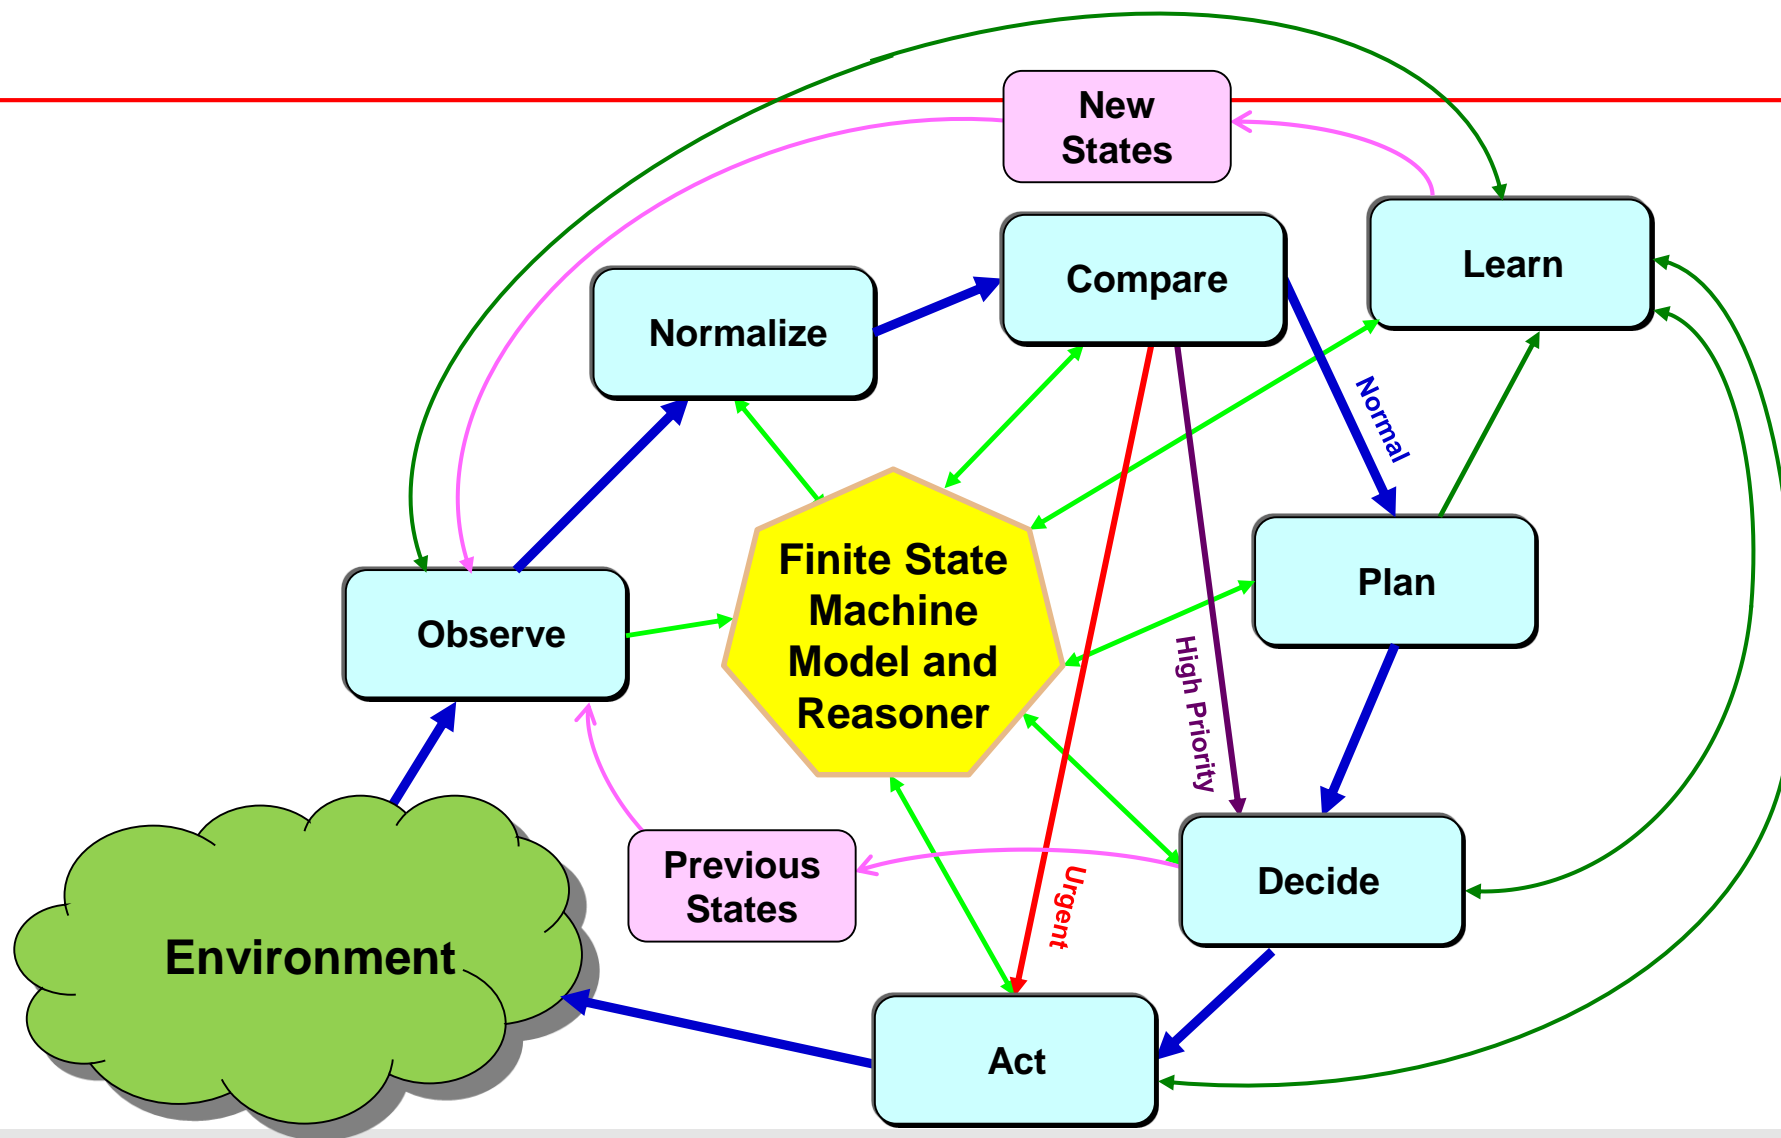 New
States
Learn
Compare
Normalize
Normal
Finite State
Machine
Model and
Reasoner
Plan
Observe
High Priority
Previous
States
Urgent
Decide
Environment
Act